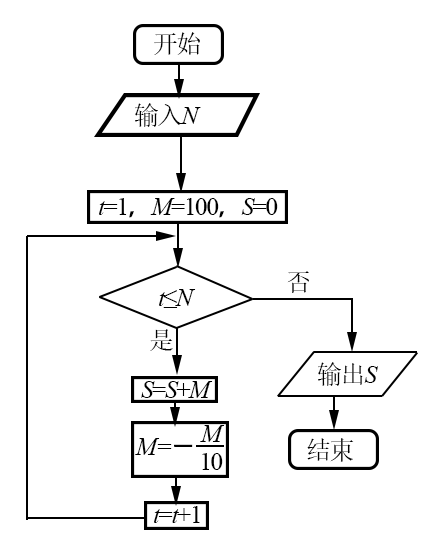 开始
输入N
t=1，M=100，S=0
t≤N
否
是
S=S+M
输出S
M=−M/10
结束
t=t+1